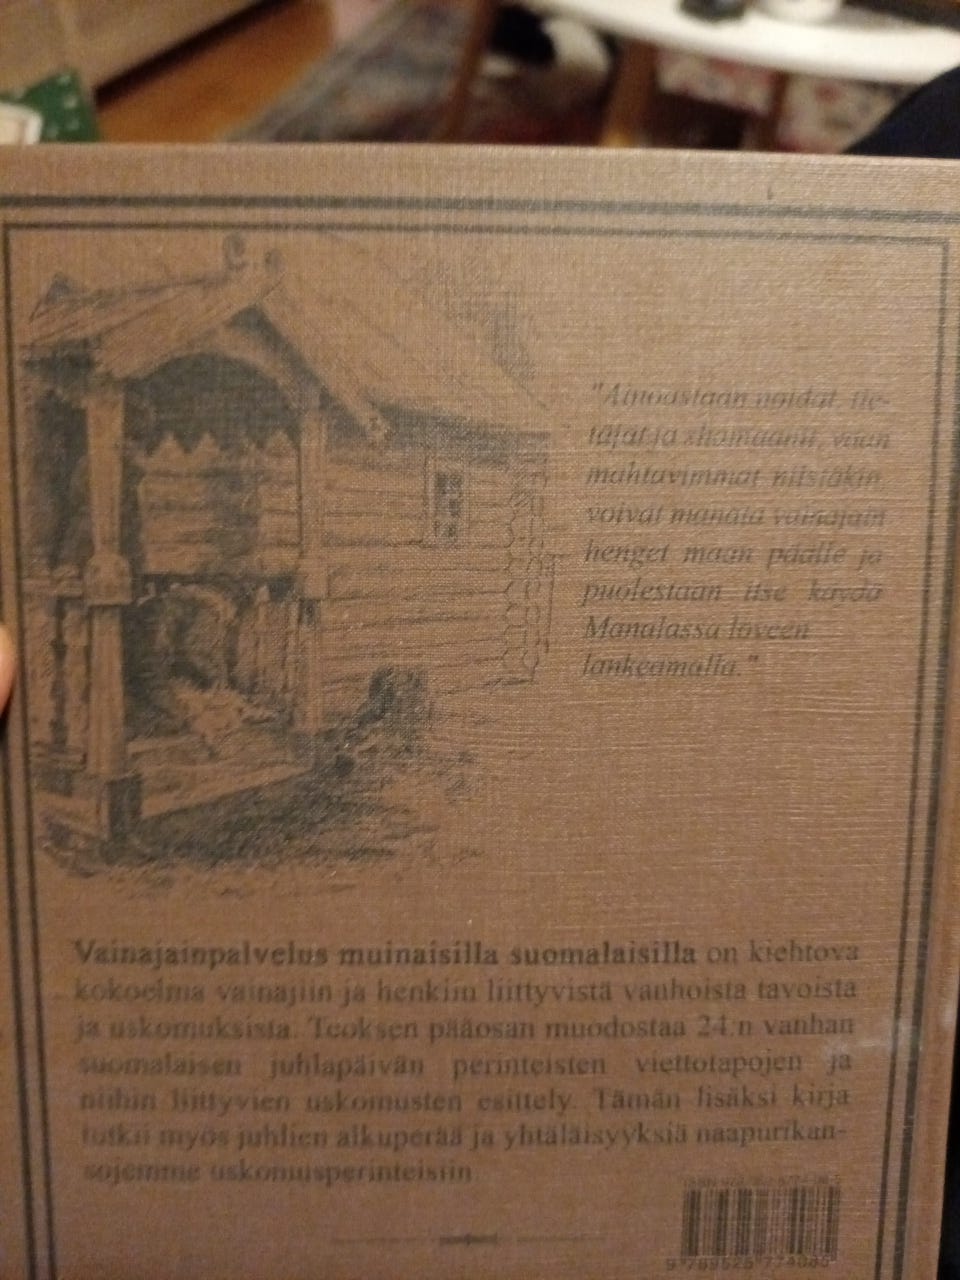 "Ainoastaan noidat, tie-
täjät ja shamaanit, vaan
mahtavimmat niistäkin,
voivat manata vainajain
henget maan päälle ja
puolestaan itse käydä
Manalassa loveen
lankeamalla."
Vainajainpalvelus muinaisilla suomalaisilla on kiehtova
kokoelma vainajiin ja henkiin liittyvistä vanhoista tavoista
ja uskomuksista. Teoksen pääosan muodostaa 24:n vanhan
suomalaisen juhlapäivän perinteisten viettotapojen ja
niihin liittyvien uskomusten esittely. Tämän lisäksi kirja
tutkii myös juhlien alkuperää ja yhtäläisyyksiä naapurikan-
sojemme uskomusperinteisiin.
ISBN